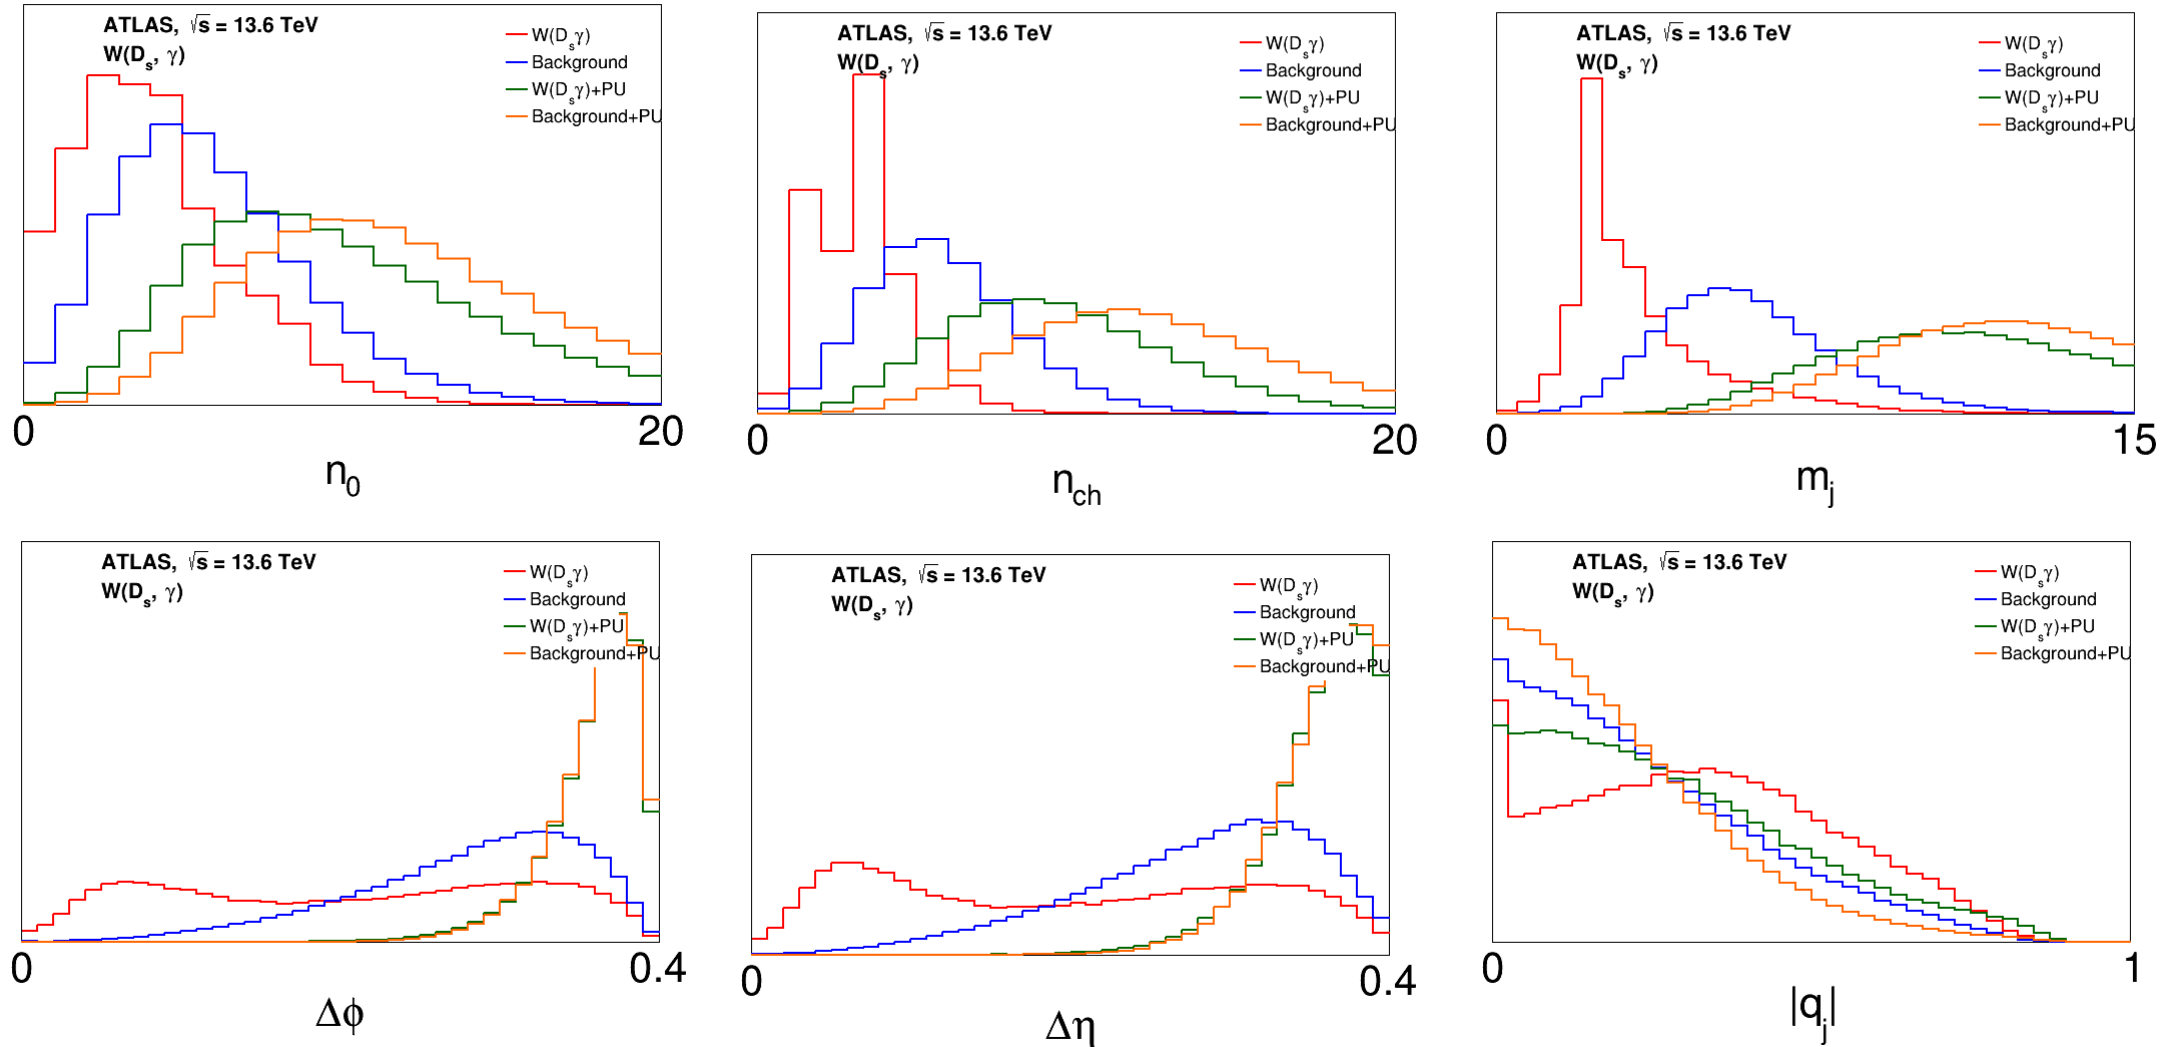 ATLAS, √s = 13.6 TeV
W(Ds, γ)
W(Dsγ)
Background
W(Dsγ)+PU
Background+PU
0 20
n0
ATLAS, √s = 13.6 TeV
W(Ds, γ)
W(Dsγ)
Background
W(Dsγ)+PU
Background+PU
0 20
nch
ATLAS, √s = 13.6 TeV
W(Ds, γ)
W(Dsγ)
Background
W(Dsγ)+PU
Background+PU
0 15
mj
ATLAS, √s = 13.6 TeV
W(Ds, γ)
W(Dsγ)
Background
W(Dsγ)+PU
Background+PU
0 0.4
Δϕ
ATLAS, √s = 13.6 TeV
W(Ds, γ)
W(Dsγ)
Background
W(Dsγ)+PU
Background+PU
0 0.4
Δη
ATLAS, √s = 13.6 TeV
W(Ds, γ)
W(Dsγ)
Background
W(Dsγ)+PU
Background+PU
0 1
|qj|